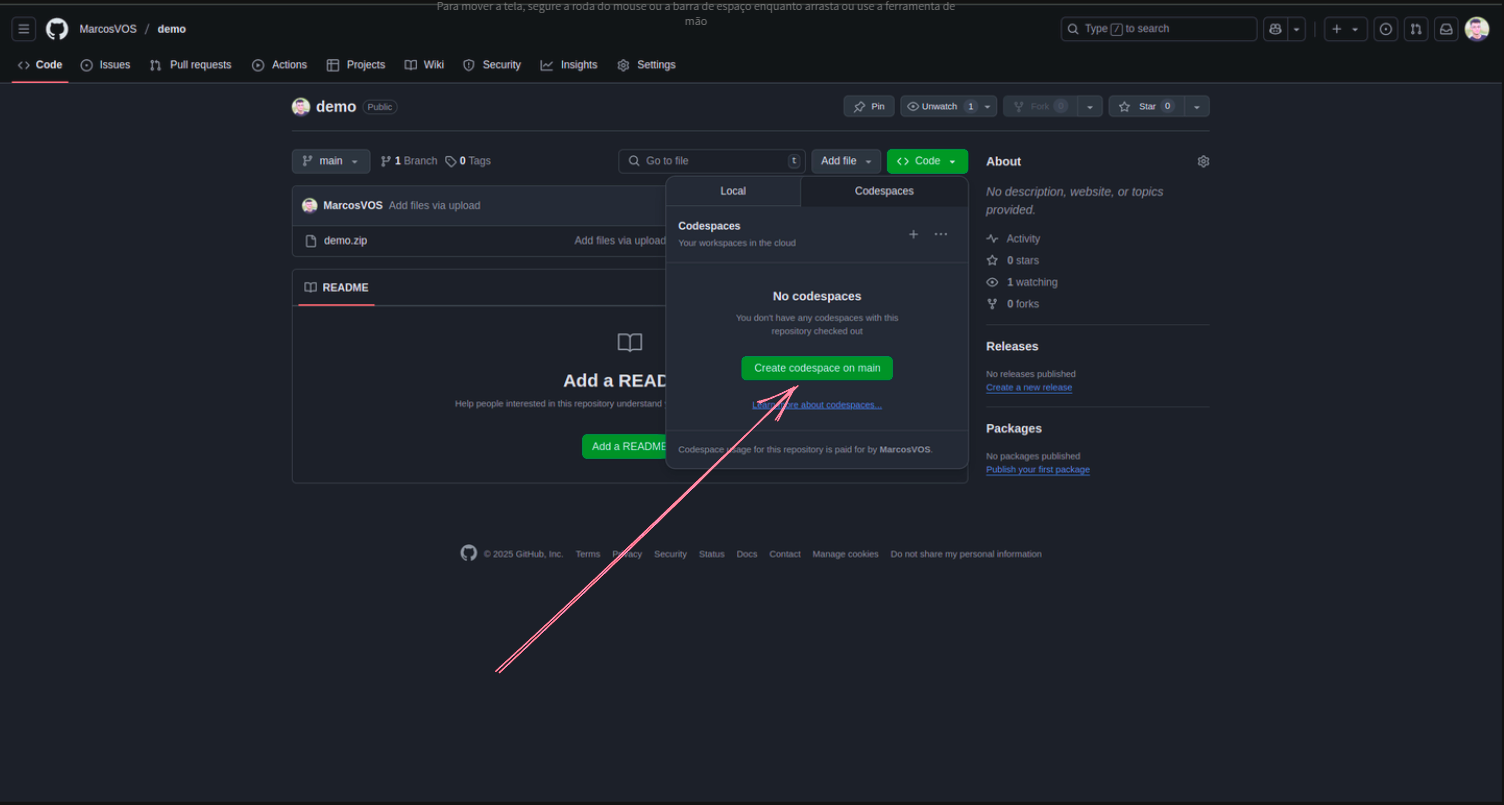 Para mover a tela, segure a roda do mouse ou a barra de espaço enquanto arrasta ou use a ferramenta de
mão
MarcosVOS / demo
Type / to search
Code Issues Pull requests Actions Projects Wiki Security Insights Settings
demo Public
Pin Unwatch 1 Fork 0 Star 0
main 1 Branch 0 Tags
Go to file t Add file Code
MarcosVOS Add files via upload
demo.zip Add files via upload
README
Add a READ
Help people interested in this repository understand
Add a README
Local Codespaces
Codespaces
Your workspaces in the cloud
No codespaces
You don't have any codespaces with this
repository checked out
Create codespace on main
Learn more about codespaces...
Codespace usage for this repository is paid for by MarcosVOS.
About
No description, website, or topics
provided.
Activity
0 stars
1 watching
0 forks
Releases
No releases published
Create a new release
Packages
No packages published
Publish your first package
© 2025 GitHub, Inc. Terms Privacy Security Status Docs Contact Manage cookies Do not share my personal information